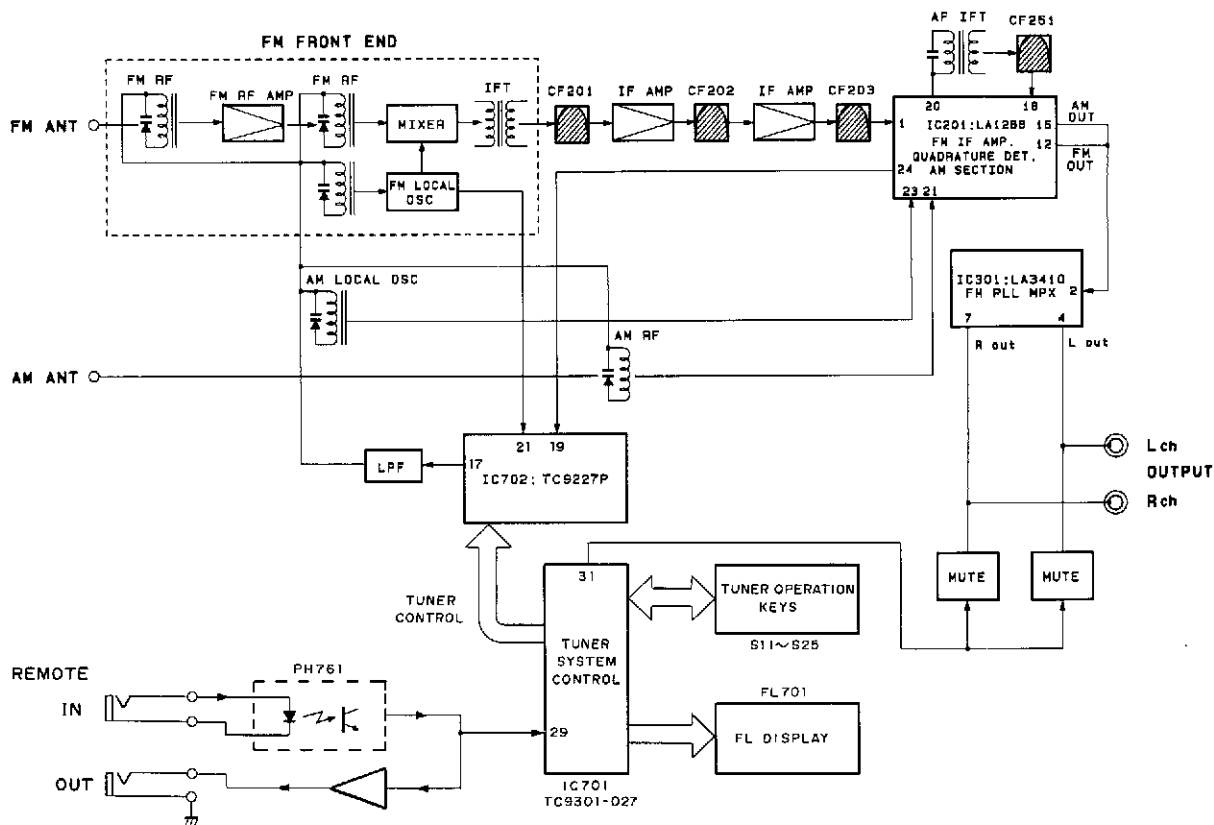 FM FRONT END
AF IFT
CF251
FM RF
FM RF AMP
FM RF
IFT
CF201
IF AMP
CF202
IF AMP
CF203
FM ANT
MIXER
FM LOCAL
OSC
20
18
AM
OUT
1
IC201:LA1266
FM IF AMP.
QUADRATURE DET.
AM SECTION
15
12
FM
OUT
24
23
21
AM LOCAL OSC
IC301:LA3410
FM PLL MPX
2
7
4
R out
L out
AM RF
AM ANT
21
19
17
IC702: TC9227P
LPF
Lch
OUTPUT
Rch
MUTE
MUTE
31
TUNER
CONTROL
TUNER
SYSTEM
CONTROL
TUNER OPERATION
KEYS
S11~S25
REMOTE
IN
PH761
29
FL701
FL DISPLAY
OUT
IC701
TC9301-027